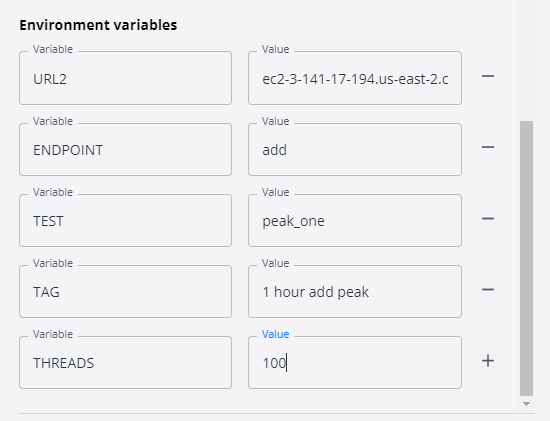 Environment variables
Variable Value
URL2 ec2-3-141-17-194.us-east-2.c
Variable Value
ENDPOINT add
Variable Value
TEST peak_one
Variable Value
TAG 1 hour add peak
Variable Value
THREADS 100